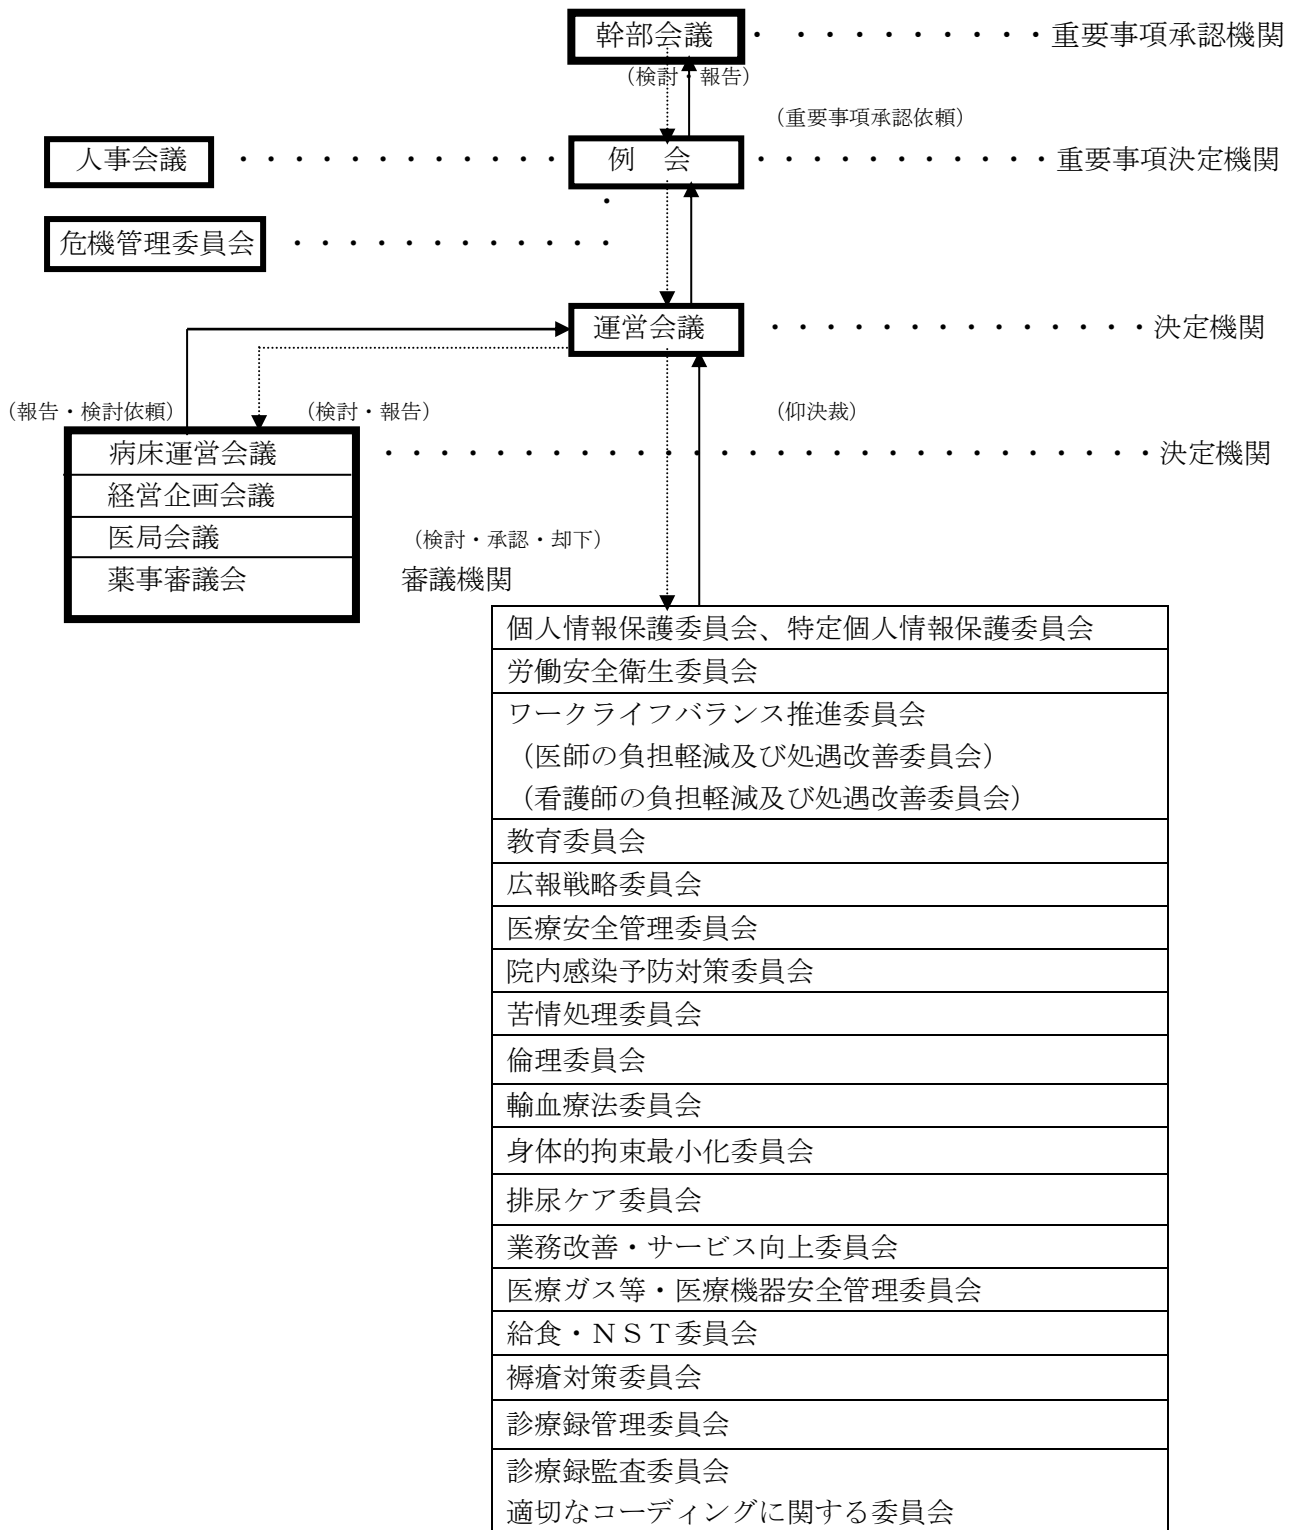 幹部会議 ・ ・・・・・・・・・重要事項承認機関
（検討・報告）
（重要事項承認依頼）
人事会議 ・・・・・・・・・・・・ 例　会 ・・・・・・・・・・・重要事項決定機関
・
危機管理委員会 ・・・・・・・・・・・・
運営会議 ・・・・・・・・・・・・・・決定機関
（報告・検討依頼） （検討・報告） （仰決裁）
病床運営会議 ・・・・・・・・・・・・・・・・・・・・・・・・・・・・決定機関
経営企画会議
医局会議 （検討・承認・却下）
薬事審議会 審議機関
個人情報保護委員会、特定個人情報保護委員会
労働安全衛生委員会
ワークライフバランス推進委員会
（医師の負担軽減及び処遇改善委員会）
（看護師の負担軽減及び処遇改善委員会）
教育委員会
広報戦略委員会
医療安全管理委員会
院内感染予防対策委員会
苦情処理委員会
倫理委員会
輸血療法委員会
身体的拘束最小化委員会
排尿ケア委員会
業務改善・サービス向上委員会
医療ガス等・医療機器安全管理委員会
給食・ＮＳＴ委員会
褥瘡対策委員会
診療録管理委員会
診療録監査委員会
適切なコーディングに関する委員会